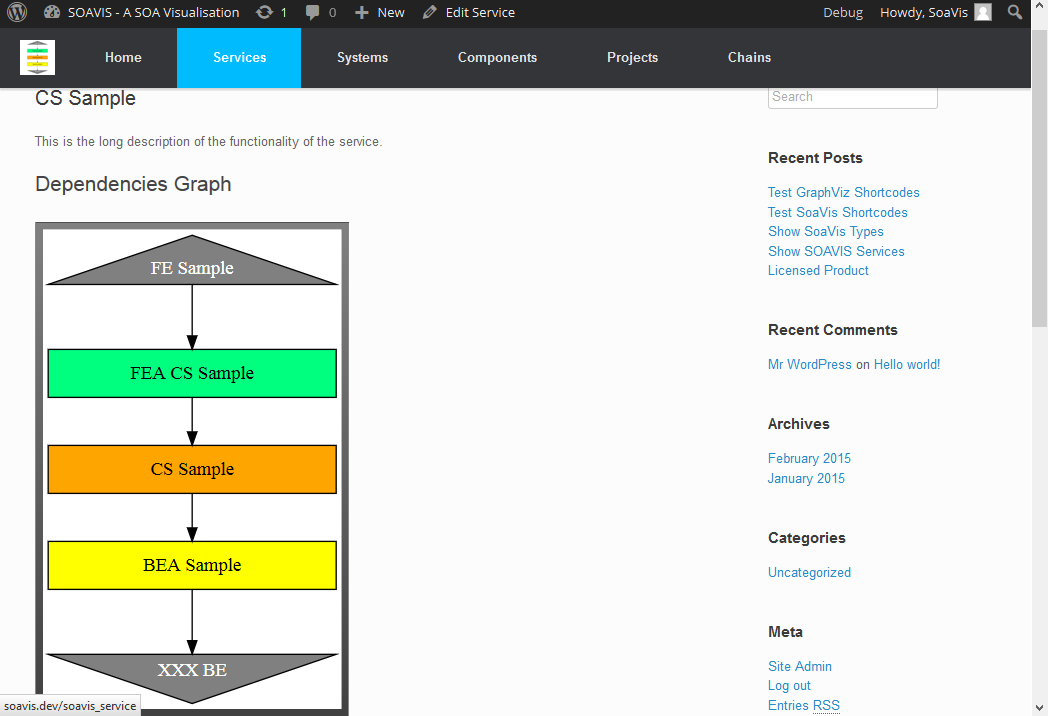 SOAVIS - A SOA Visualisation 1 0 New Edit Service Debug Howdy, SoaVis
Home Services Systems Components Projects Chains
CS Sample
This is the long description of the functionality of the service.
Dependencies Graph
FE Sample
FEA CS Sample
CS Sample
BEA Sample
XXX BE
Search
Recent Posts
Test GraphViz Shortcodes
Test SoaVis Shortcodes
Show SoaVis Types
Show SOAVIS Services
Licensed Product
Recent Comments
Mr WordPress on Hello world!
Archives
February 2015
January 2015
Categories
Uncategorized
Meta
Site Admin
Log out
Entries RSS
soavis.dev/soavis_service